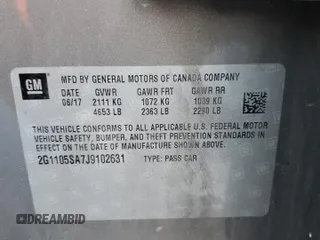 GM
MFD BY GENERAL MOTORS OF CANADA COMPANY
DATE GVWR GAWR FRT GAWR RR
06/17 2111 KG 1072 KG 1039 KG
4653 LB 2363 LB 2290 LB
THIS VEHICLE CONFORMS TO ALL APPLICABLE U.S. FEDERAL MOTOR
VEHICLE SAFETY, BUMPER, AND THEFT PREVENTION STANDARDS
IN EFFECT ON THE DATE OF MANUFACTURE SHOWN ABOVE.
2G1105SA7J9102631 TYPE: PASS CAR